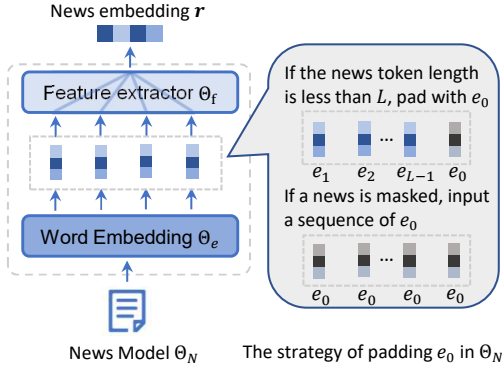 News embedding r
Feature extractor Θf
Word Embedding Θe
News Model ΘN
If the news token length
is less than L, pad with e0
e1 e2 ... eL−1 e0
If a news is masked, input
a sequence of e0
...
e0 e0 e0 e0
The strategy of padding e0 in ΘN